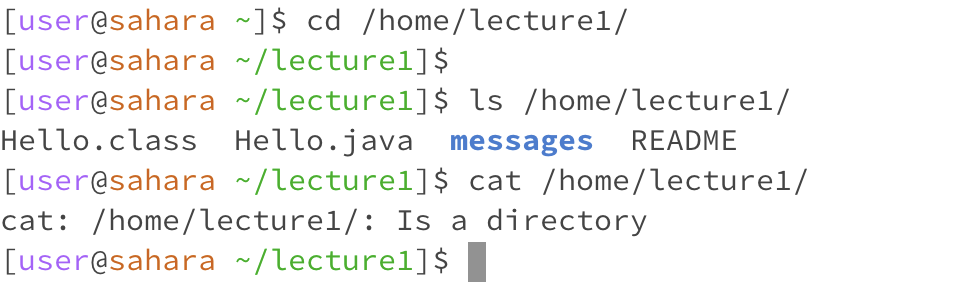 [user@sahara ~]$ cd /home/lecture1/
[user@sahara ~/lecture1]$
[user@sahara ~/lecture1]$ ls /home/lecture1/
Hello.class  Hello.java  messages  README
[user@sahara ~/lecture1]$ cat /home/lecture1/
cat: /home/lecture1/: Is a directory
[user@sahara ~/lecture1]$